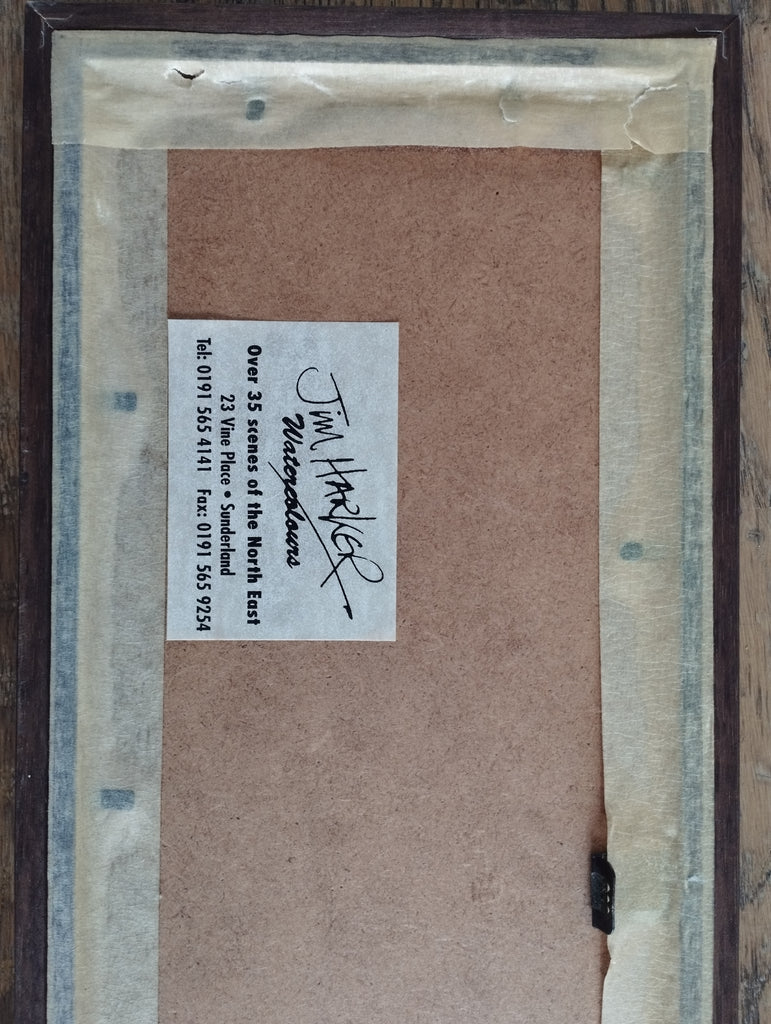 Jim HARKER
Watercolours
Over 35 scenes of the North East
23 Vine Place • Sunderland
Tel: 0191 565 4141 Fax: 0191 565 9254